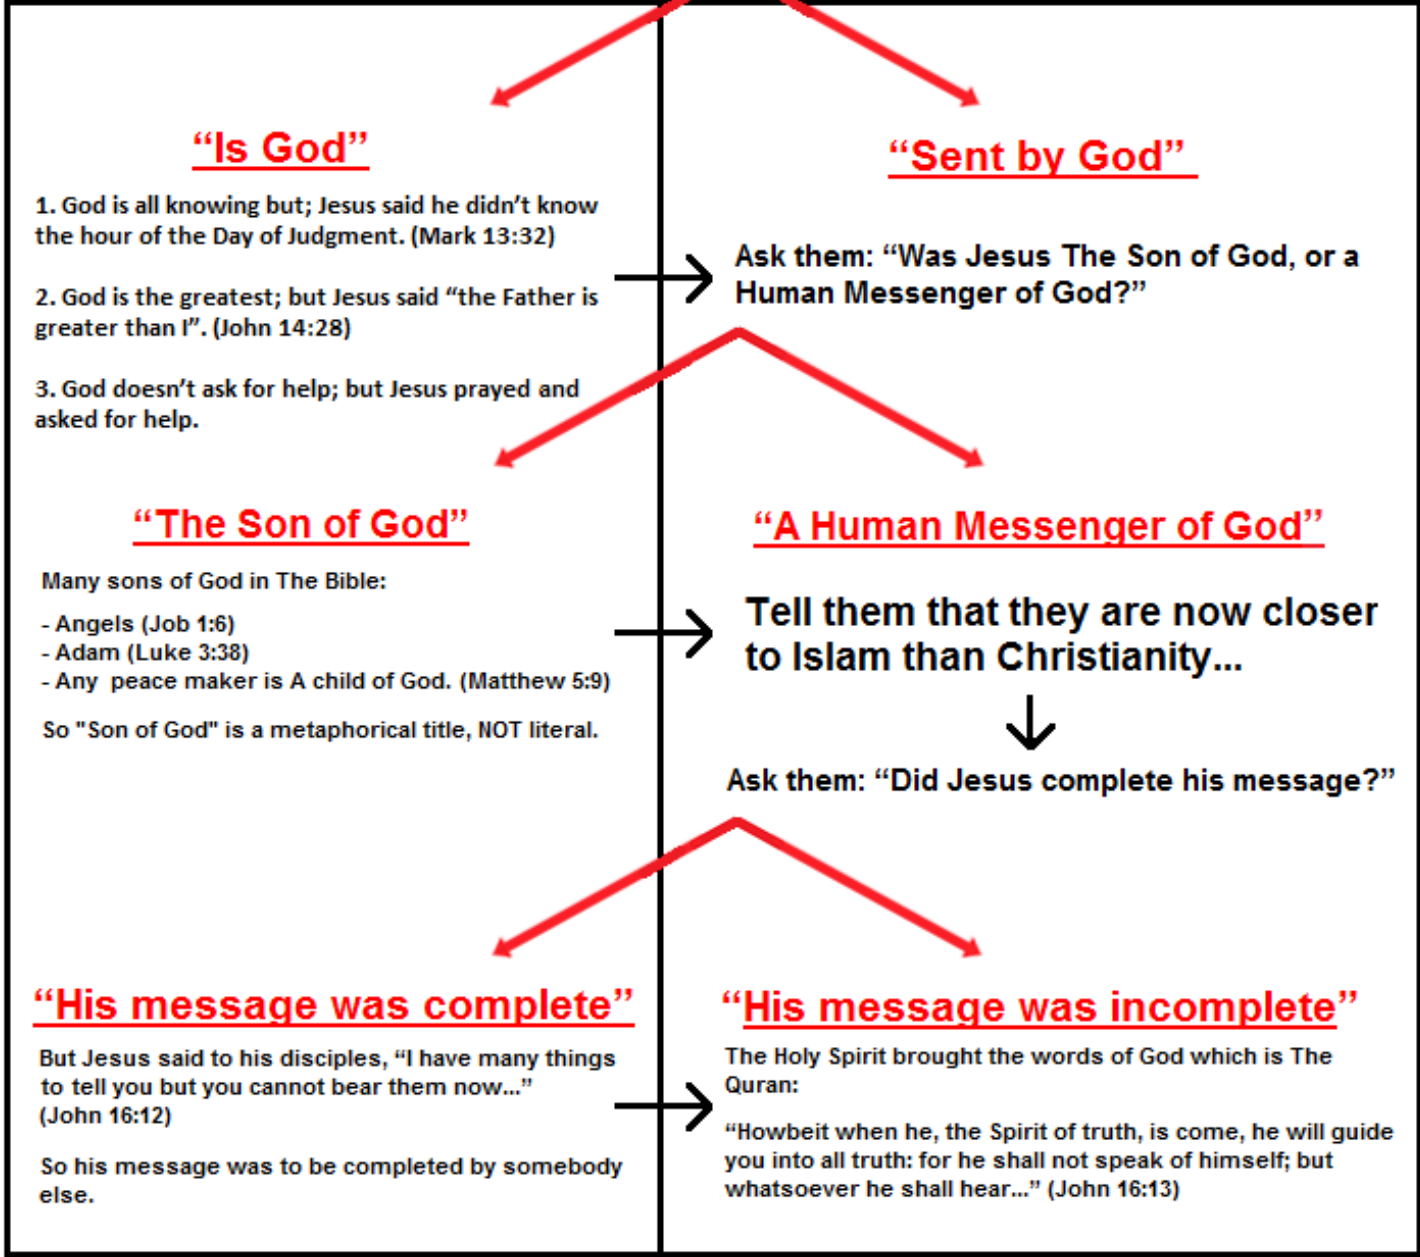 “Is God”
1. God is all knowing but; Jesus said he didn’t know
the hour of the Day of Judgment. (Mark 13:32)
2. God is the greatest; but Jesus said “the Father is
greater than I”. (John 14:28)
3. God doesn’t ask for help; but Jesus prayed and
asked for help.
“Sent by God”
Ask them: “Was Jesus The Son of God, or a
Human Messenger of God?”
“The Son of God”
Many sons of God in The Bible:
- Angels (Job 1:6)
- Adam (Luke 3:38)
- Any peace maker is A child of God. (Matthew 5:9)
So "Son of God" is a metaphorical title, NOT literal.
“A Human Messenger of God”
Tell them that they are now closer
to Islam than Christianity...
Ask them: “Did Jesus complete his message?”
“His message was complete”
But Jesus said to his disciples, “I have many things
to tell you but you cannot bear them now...”
(John 16:12)
So his message was to be completed by somebody
else.
“His message was incomplete”
The Holy Spirit brought the words of God which is The
Quran:
“Howbeit when he, the Spirit of truth, is come, he will guide
you into all truth: for he shall not speak of himself; but
whatsoever he shall hear...” (John 16:13)